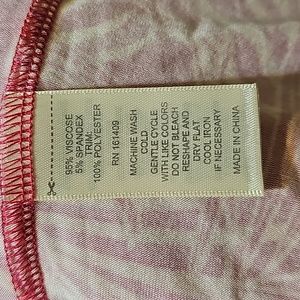 95% VISCOSE
5% SPANDEX
TRIM:
100% POLYESTER
RN 161409
MACHINE WASH
COLD
GENTLE CYCLE
WITH LIKE COLORS
DO NOT BLEACH
RESHAPE AND
DRY FLAT
COOL IRON
IF NECESSARY
MADE IN CHINA